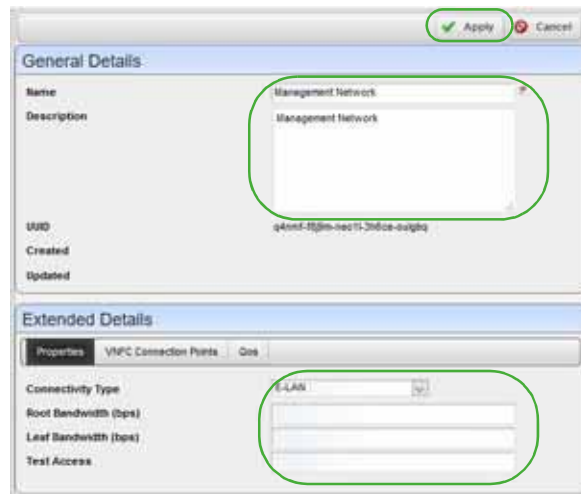 Apply Cancel
General Details
Name Management Network *
Description Management Network
UUID
Created
Updated
Extended Details
Properties VNFC Connection Points Qos
Connectivity Type E-LAN
Root Bandwidth (bps)
Leaf Bandwidth (bps)
Test Access